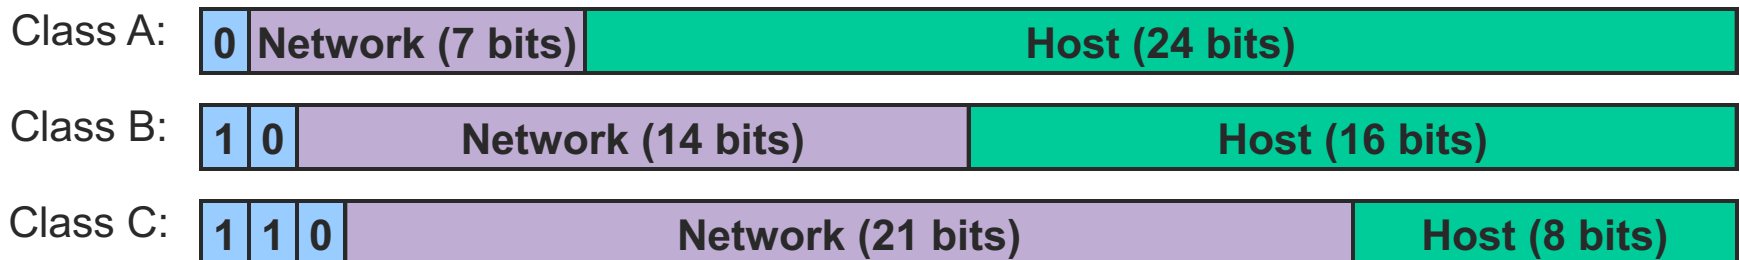 Class A: 0 Network (7 bits) Host (24 bits)
Class B: 1 0 Network (14 bits) Host (16 bits)
Class C: 1 1 0 Network (21 bits) Host (8 bits)